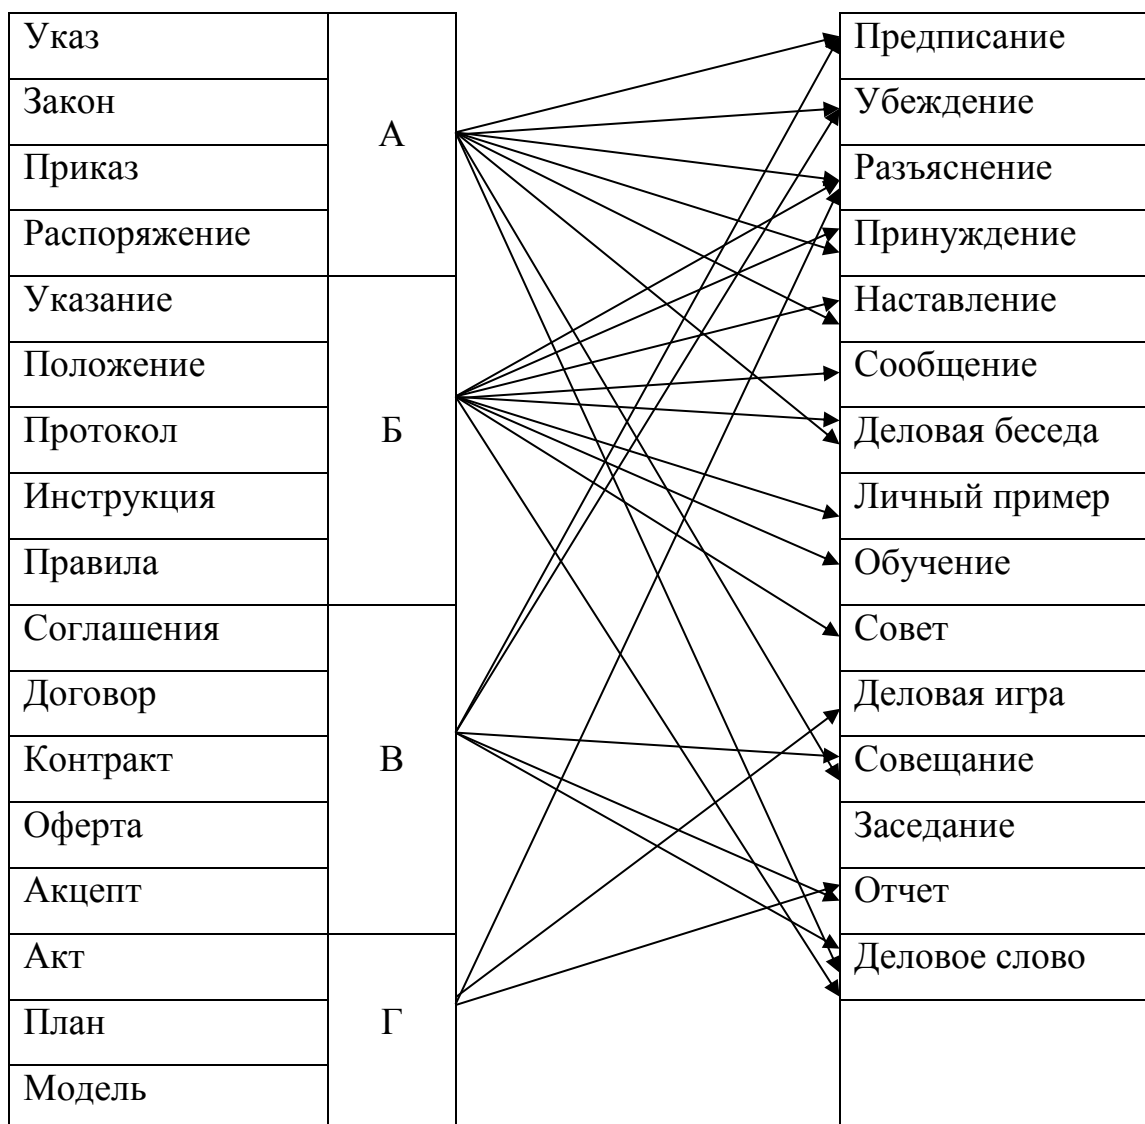 Указ
Закон
Приказ
Распоряжение
А
Указание
Положение
Протокол
Инструкция
Правила
Б
Соглашения
Договор
Контракт
Оферта
Акцепт
В
Акт
План
Модель
Г
Предписание
Убеждение
Разъяснение
Принуждение
Наставление
Сообщение
Деловая беседа
Личный пример
Обучение
Совет
Деловая игра
Совещание
Заседание
Отчет
Деловое слово